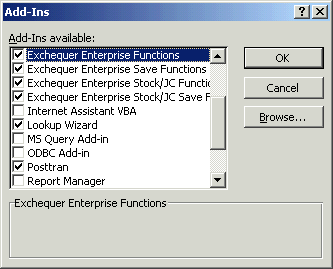 Add-Ins
Add-Ins available:
Exchequer Enterprise Functions
Exchequer Enterprise Save Functions
Exchequer Enterprise Stock/JC Functio
Exchequer Enterprise Stock/JC Save F
Internet Assistant VBA
Lookup Wizard
MS Query Add-in
ODBC Add-in
Posttran
Report Manager
OK
Cancel
Browse...
Exchequer Enterprise Functions